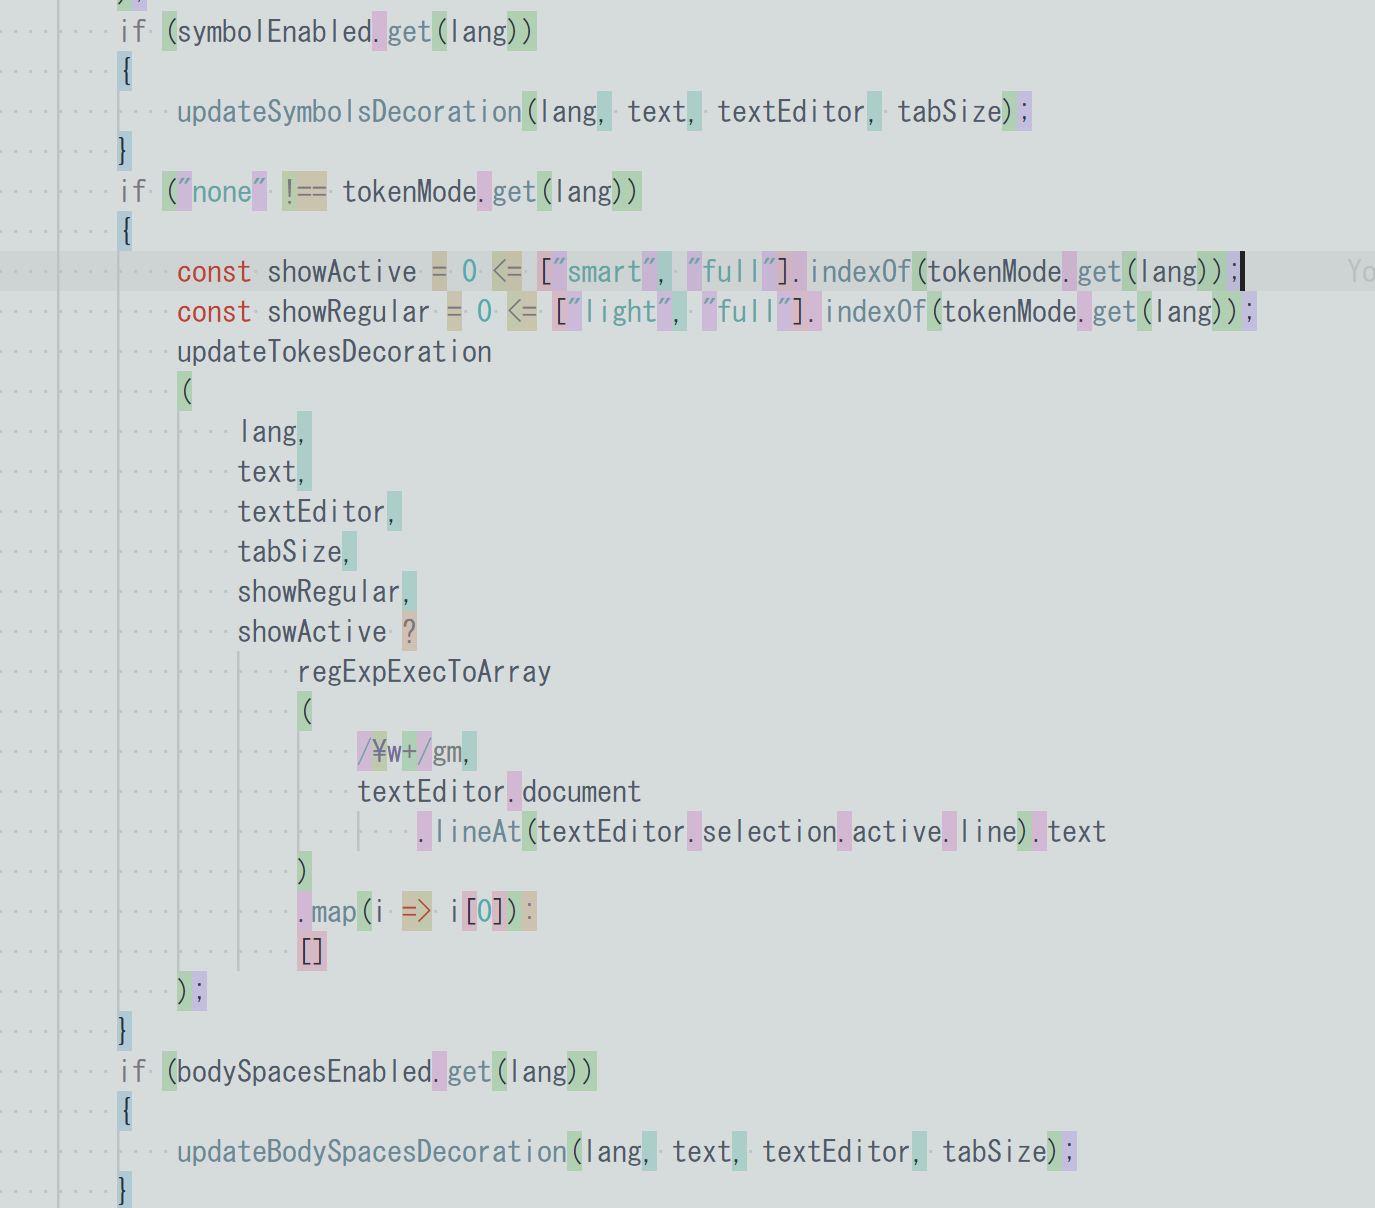 if (symbolEnabled.get(lang))
{
updateSymbolsDecoration(lang, text, textEditor, tabSize);
}
if ("none" !== tokenMode.get(lang))
{
const showActive = 0 <= ["smart", "full"].indexOf(tokenMode.get(lang)); Yo
const showRegular = 0 <= ["light", "full"].indexOf(tokenMode.get(lang));
updateTokesDecoration
(
lang,
text,
textEditor,
tabSize,
showRegular,
showActive ?
regExpExecToArray
(
/¥w+/gm,
textEditor.document
.lineAt(textEditor.selection.active.line).text
)
.map(i => i[0]):
[]
);
}
if (bodySpacesEnabled.get(lang))
{
updateBodySpacesDecoration(lang, text, textEditor, tabSize);
}